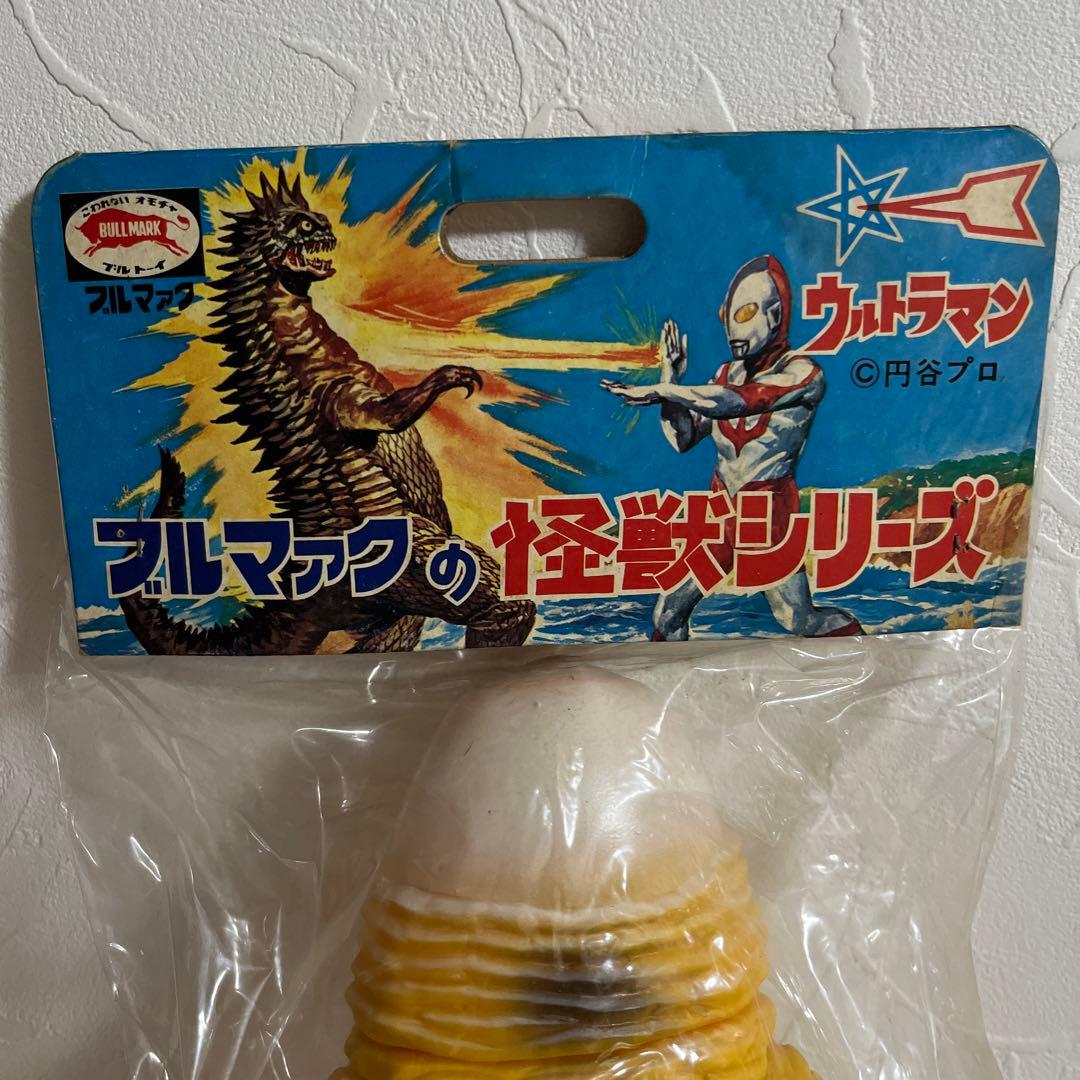 こわれない オモチャ
BULLMARK
ブルトーイ
ブルマァク
ウルトラマン
©円谷プロ
ブルマァクの怪獣シリーズ